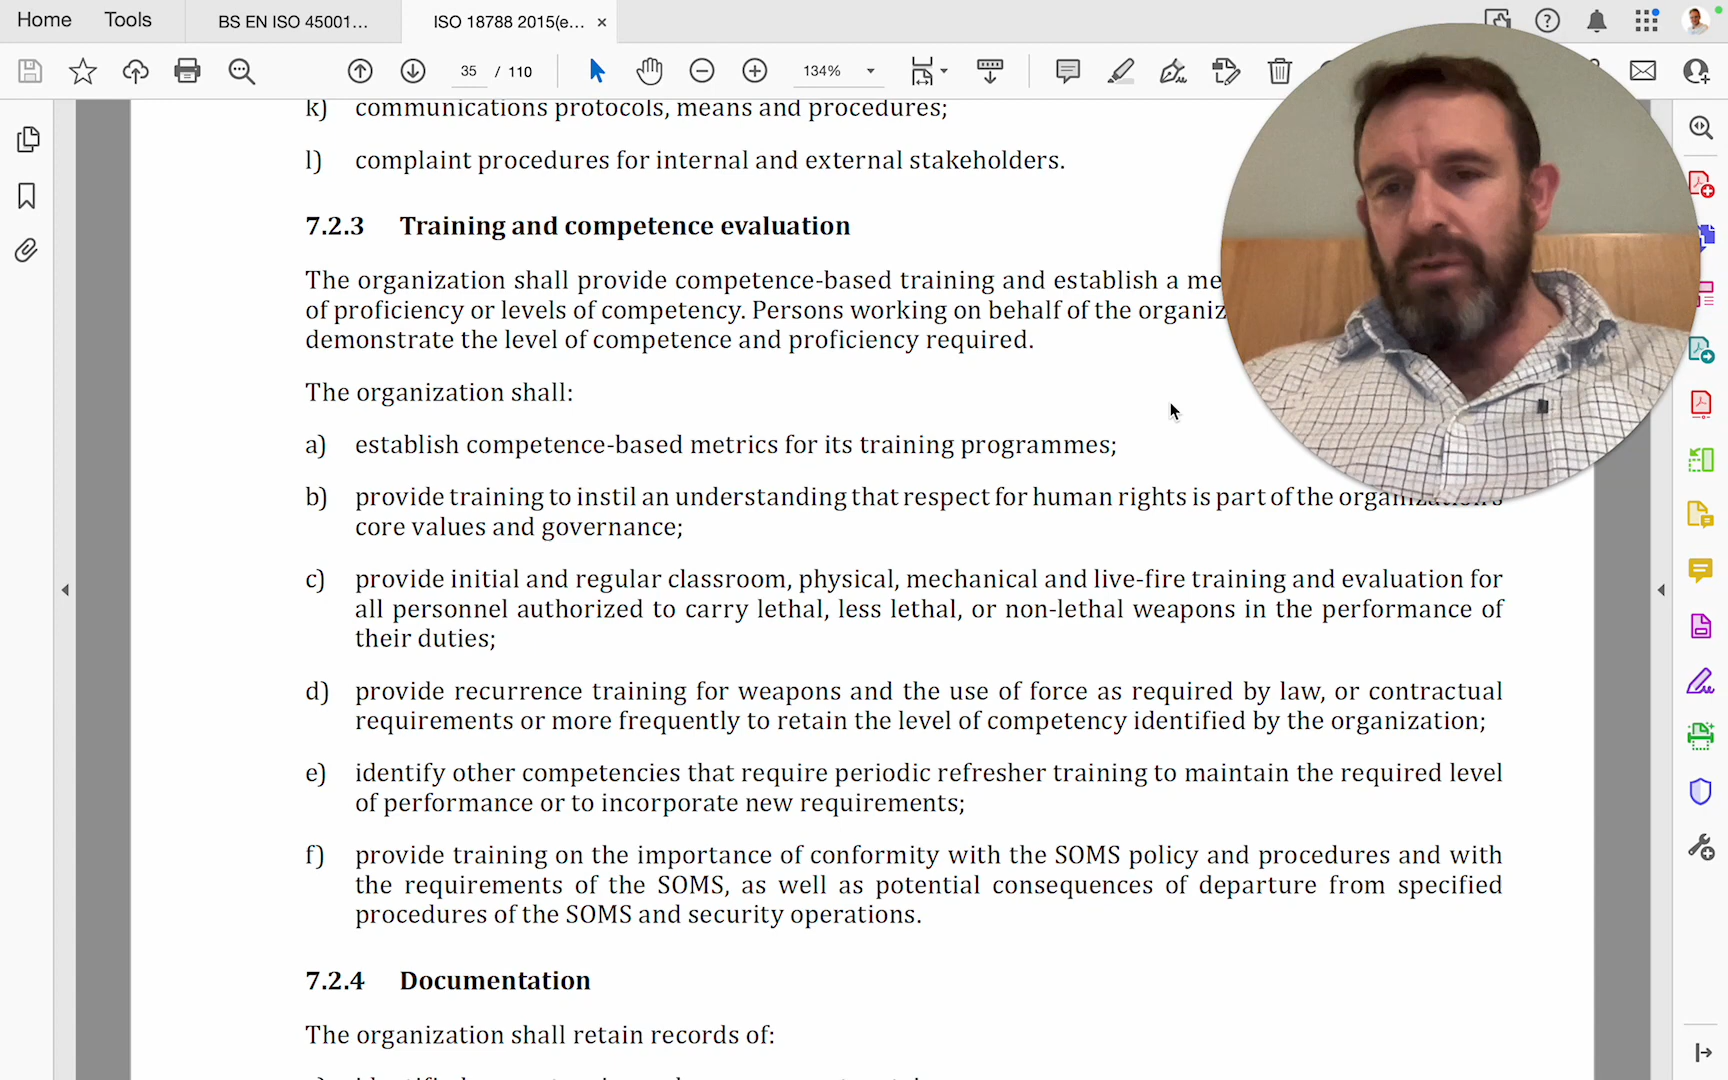 Home Tools BS EN ISO 45001... ISO 18788 2015(e... ×
35 / 110 134%
k) communications protocols, means and procedures;
l) complaint procedures for internal and external stakeholders.
7.2.3 Training and competence evaluation
The organization shall provide competence-based training and establish a
of proficiency or levels of competency. Persons working on behalf of the
demonstrate the level of competence and proficiency required.
The organization shall:
a) establish competence-based metrics for its training programmes;
b) provide training to instil an understanding that respect for human rights is part of the organization's
core values and governance;
c) provide initial and regular classroom, physical, mechanical and live-fire training and evaluation for
all personnel authorized to carry lethal, less lethal, or non-lethal weapons in the performance of
their duties;
d) provide recurrence training for weapons and the use of force as required by law, or contractual
requirements or more frequently to retain the level of competency identified by the organization;
e) identify other competencies that require periodic refresher training to maintain the required level
of performance or to incorporate new requirements;
f) provide training on the importance of conformity with the SOMS policy and procedures and with
the requirements of the SOMS, as well as potential consequences of departure from specified
procedures of the SOMS and security operations.
7.2.4 Documentation
The organization shall retain records of: